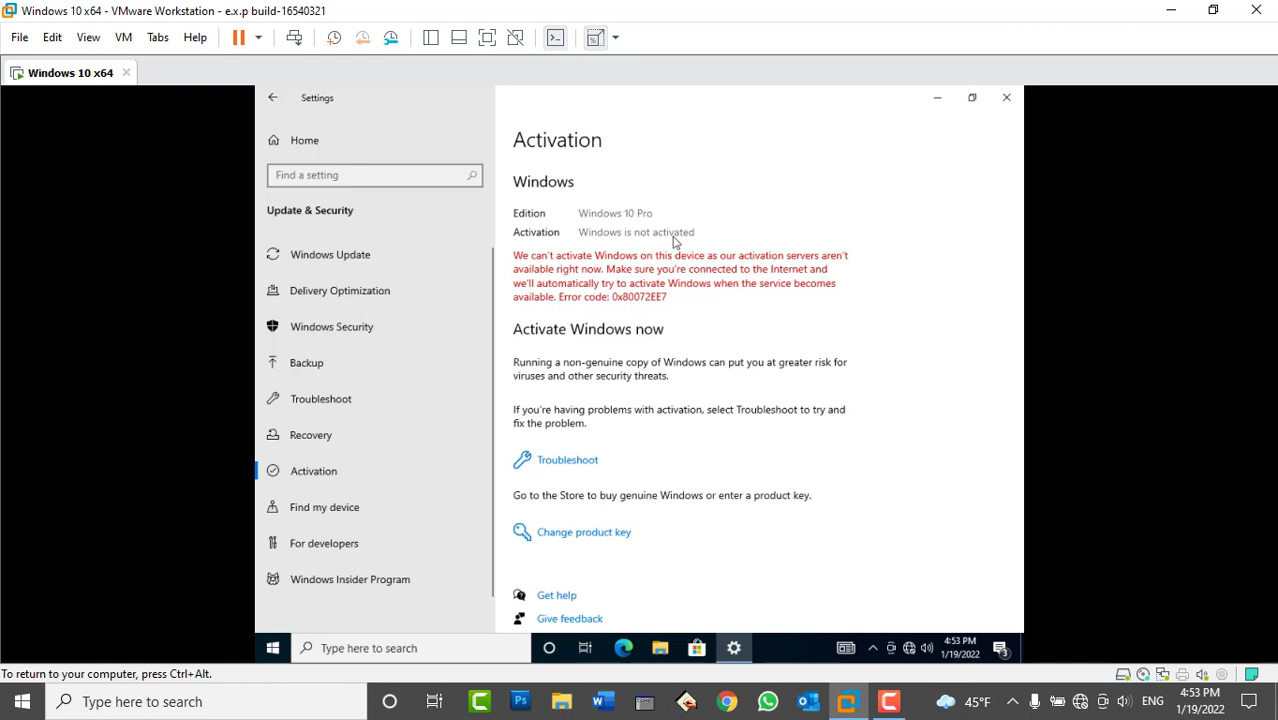 Windows 10 x64 - VMware Workstation - e.x.p build-16540321
File Edit View VM Tabs Help
Windows 10 x64
Settings
Home
Find a setting
Update & Security
Windows Update
Delivery Optimization
Windows Security
Backup
Troubleshoot
Recovery
Activation
Find my device
For developers
Windows Insider Program
Activation
Windows
Edition Windows 10 Pro
Activation Windows is not activated
We can't activate Windows on this device as our activation servers aren't
available right now. Make sure you're connected to the Internet and
we'll automatically try to activate Windows when the service becomes
available. Error code: 0x80072EE7
Activate Windows now
Running a non-genuine copy of Windows can put you at greater risk for
viruses and other security threats.
If you're having problems with activation, select Troubleshoot to try and
fix the problem.
Troubleshoot
Go to the Store to buy genuine Windows or enter a product key.
Change product key
Get help
Give feedback
Type here to search
4:53 PM
1/19/2022
3
To return to your computer, press Ctrl+Alt.
Type here to search
Ps
W
45°F
ENG
4:53 PM
1/19/2022